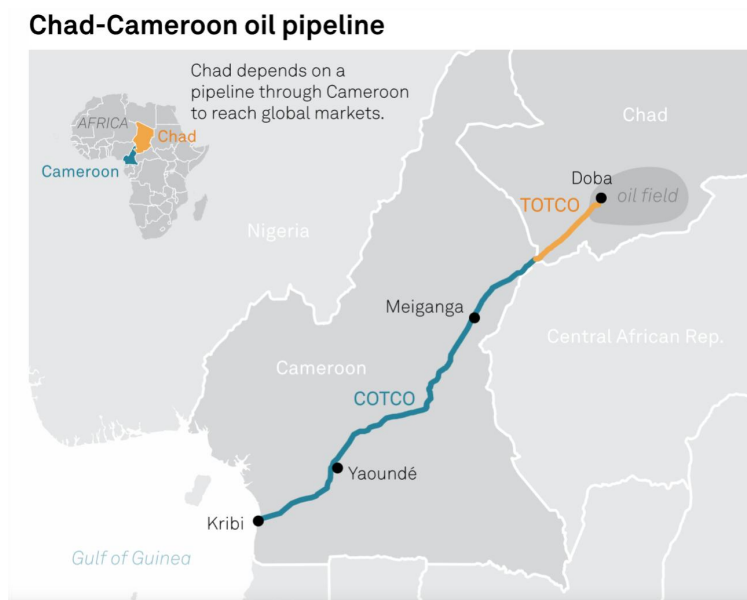 Chad-Cameroon oil pipeline
Chad depends on a
pipeline through Cameroon
to reach global markets.
AFRICA
Chad
Cameroon
Chad
Doba
oil field
TOTCO
Nigeria
Meiganga
Central African Rep.
Cameroon
COTCO
Yaoundé
Kribi
Gulf of Guinea